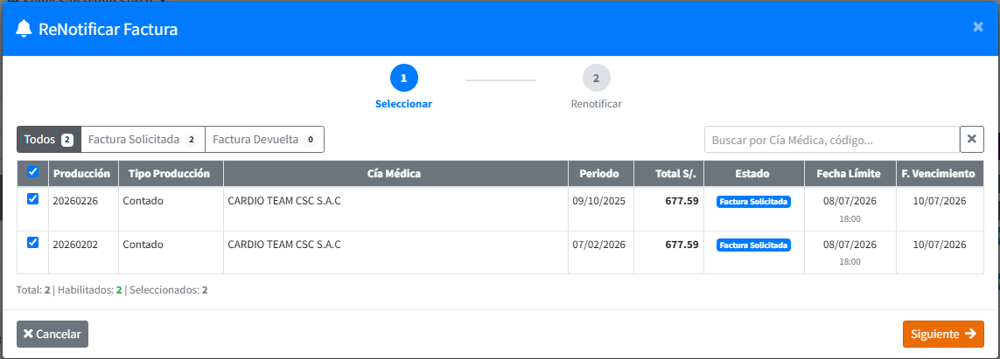 ReNotificar Factura ×
1 2
Seleccionar Renotificar
Todos 2 Factura Solicitada 2 Factura Devuelta 0 Buscar por Cía Médica, código...
Producción Tipo Producción Cía Médica Periodo Total S/. Estado Fecha Límite F. Vencimiento
20260226 Contado CARDIO TEAM CSC S.A.C 09/10/2025 677.59 Factura Solicitada 08/07/2026 10/07/2026
18:00
20260202 Contado CARDIO TEAM CSC S.A.C 07/02/2026 677.59 Factura Solicitada 08/07/2026 10/07/2026
18:00
Total: 2 | Habilitados: 2 | Seleccionados: 2
Cancelar Siguiente